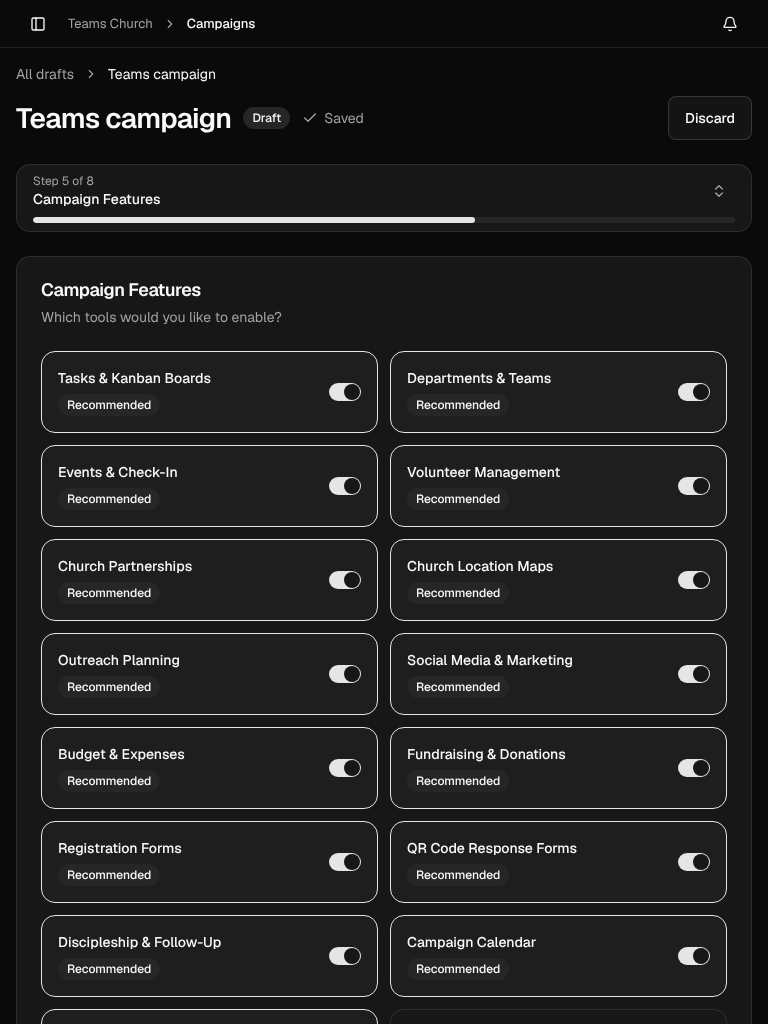 Teams Church > Campaigns
All drafts > Teams campaign
Teams campaign Draft Saved Discard
Step 5 of 8
Campaign Features
Campaign Features
Which tools would you like to enable?
Tasks & Kanban Boards
Recommended
Departments & Teams
Recommended
Events & Check-In
Recommended
Volunteer Management
Recommended
Church Partnerships
Recommended
Church Location Maps
Recommended
Outreach Planning
Recommended
Social Media & Marketing
Recommended
Budget & Expenses
Recommended
Fundraising & Donations
Recommended
Registration Forms
Recommended
QR Code Response Forms
Recommended
Discipleship & Follow-Up
Recommended
Campaign Calendar
Recommended